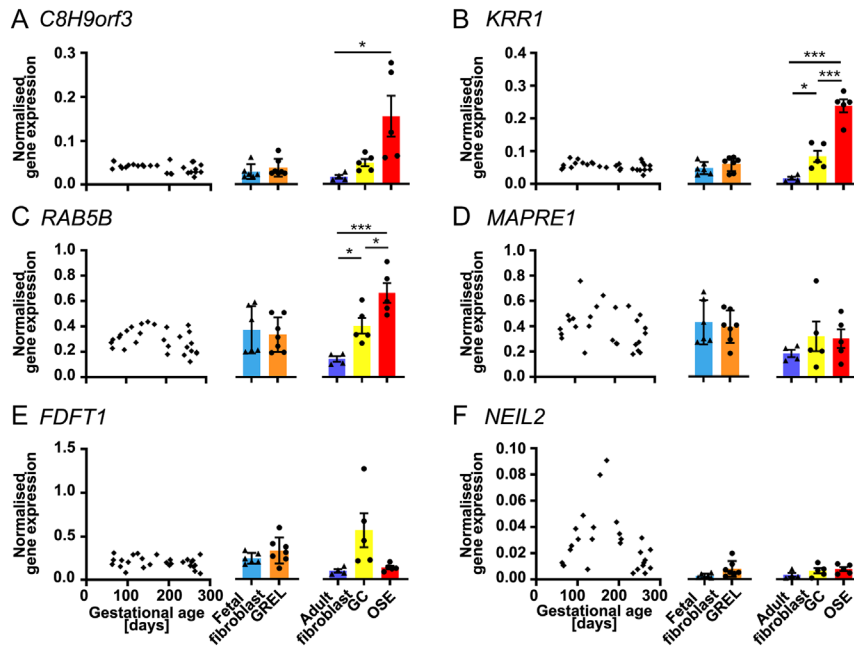 A C8H9orf3
B KRR1
Normalised
gene expression
0.3
0.2
0.1
0.0
*
Normalised
gene expression
0.4
0.3
0.2
0.1
0.0
***
* ***
C RAB5B
D MAPRE1
Normalised
gene expression
1.0
0.8
0.6
0.4
0.2
0.0
***
* *
Normalised
gene expression
1.0
0.8
0.6
0.4
0.2
0.0
E FDFT1
F NEIL2
Normalised
gene expression
1.5
1.0
0.5
0.0
0 100 200 300
Gestational age
[days]
Fetal
fibroblast
GREL
Adult
fibroblast
GC
OSE
Normalised
gene expression
0.10
0.08
0.06
0.04
0.02
0.00
0 100 200 300
Gestational age
[days]
Fetal
fibroblast
GREL
Adult
fibroblast
GC
OSE